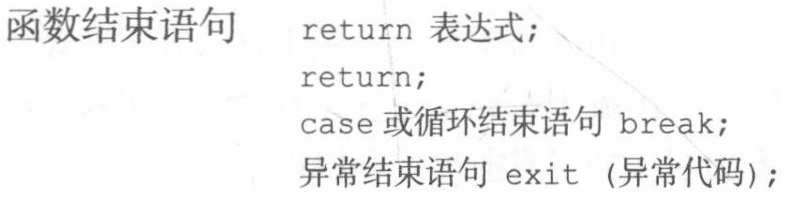 函数结束语句 return 表达式;
return;
case 或循环结束语句 break;
异常结束语句 exit (异常代码);